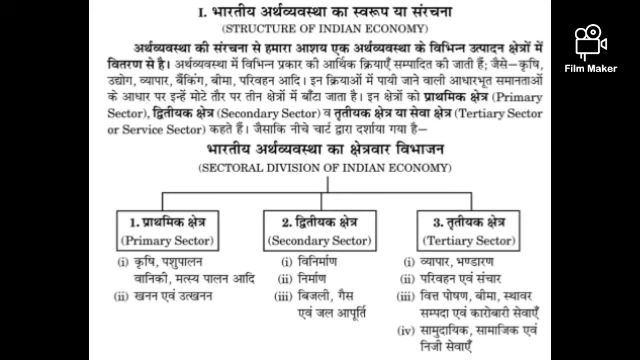 I. भारतीय अर्थव्यवस्था का स्वरूप या संरचना
(STRUCTURE OF INDIAN ECONOMY)
अर्थव्यवस्था की संरचना से हमारा आशय एक अर्थव्यवस्था के विभिन्न उत्पादन क्षेत्रों में
वितरण से है। अर्थव्यवस्था में विभिन्न प्रकार की आर्थिक क्रियाएँ सम्पादित की जाती हैं; जैसे–कृषि,
उद्योग, व्यापार, बैंकिंग, बीमा, परिवहन आदि। इन क्रियाओं में पायी जाने वाली आधारभूत समानताओं
के आधार पर इन्हें मोटे तौर पर तीन क्षेत्रों में बाँटा जाता है। इन क्षेत्रों को प्राथमिक क्षेत्र (Primary
Sector), द्वितीयक क्षेत्र (Secondary Sector) व तृतीयक क्षेत्र या सेवा क्षेत्र (Tertiary Sector
or Service Sector) कहते हैं। जैसाकि नीचे चार्ट द्वारा दर्शाया गया है–
भारतीय अर्थव्यवस्था का क्षेत्रवार विभाजन
(SECTORAL DIVISION OF INDIAN ECONOMY)
1. प्राथमिक क्षेत्र
(Primary Sector)
(i) कृषि, पशुपालन
वानिकी, मत्स्य पालन आदि
(ii) खनन एवं उत्खनन
2. द्वितीयक क्षेत्र
(Secondary Sector)
(i) विनिर्माण
(ii) निर्माण
(iii) बिजली, गैस
एवं जल आपूर्ति
3. तृतीयक क्षेत्र
(Tertiary Sector)
(i) व्यापार, भण्डारण
(ii) परिवहन एवं संचार
(iii) वित्त पोषण, बीमा, स्थावर
सम्पदा एवं कारोबारी सेवाएँ
(iv) सामुदायिक, सामाजिक एवं
निजी सेवाएँ
Film Maker